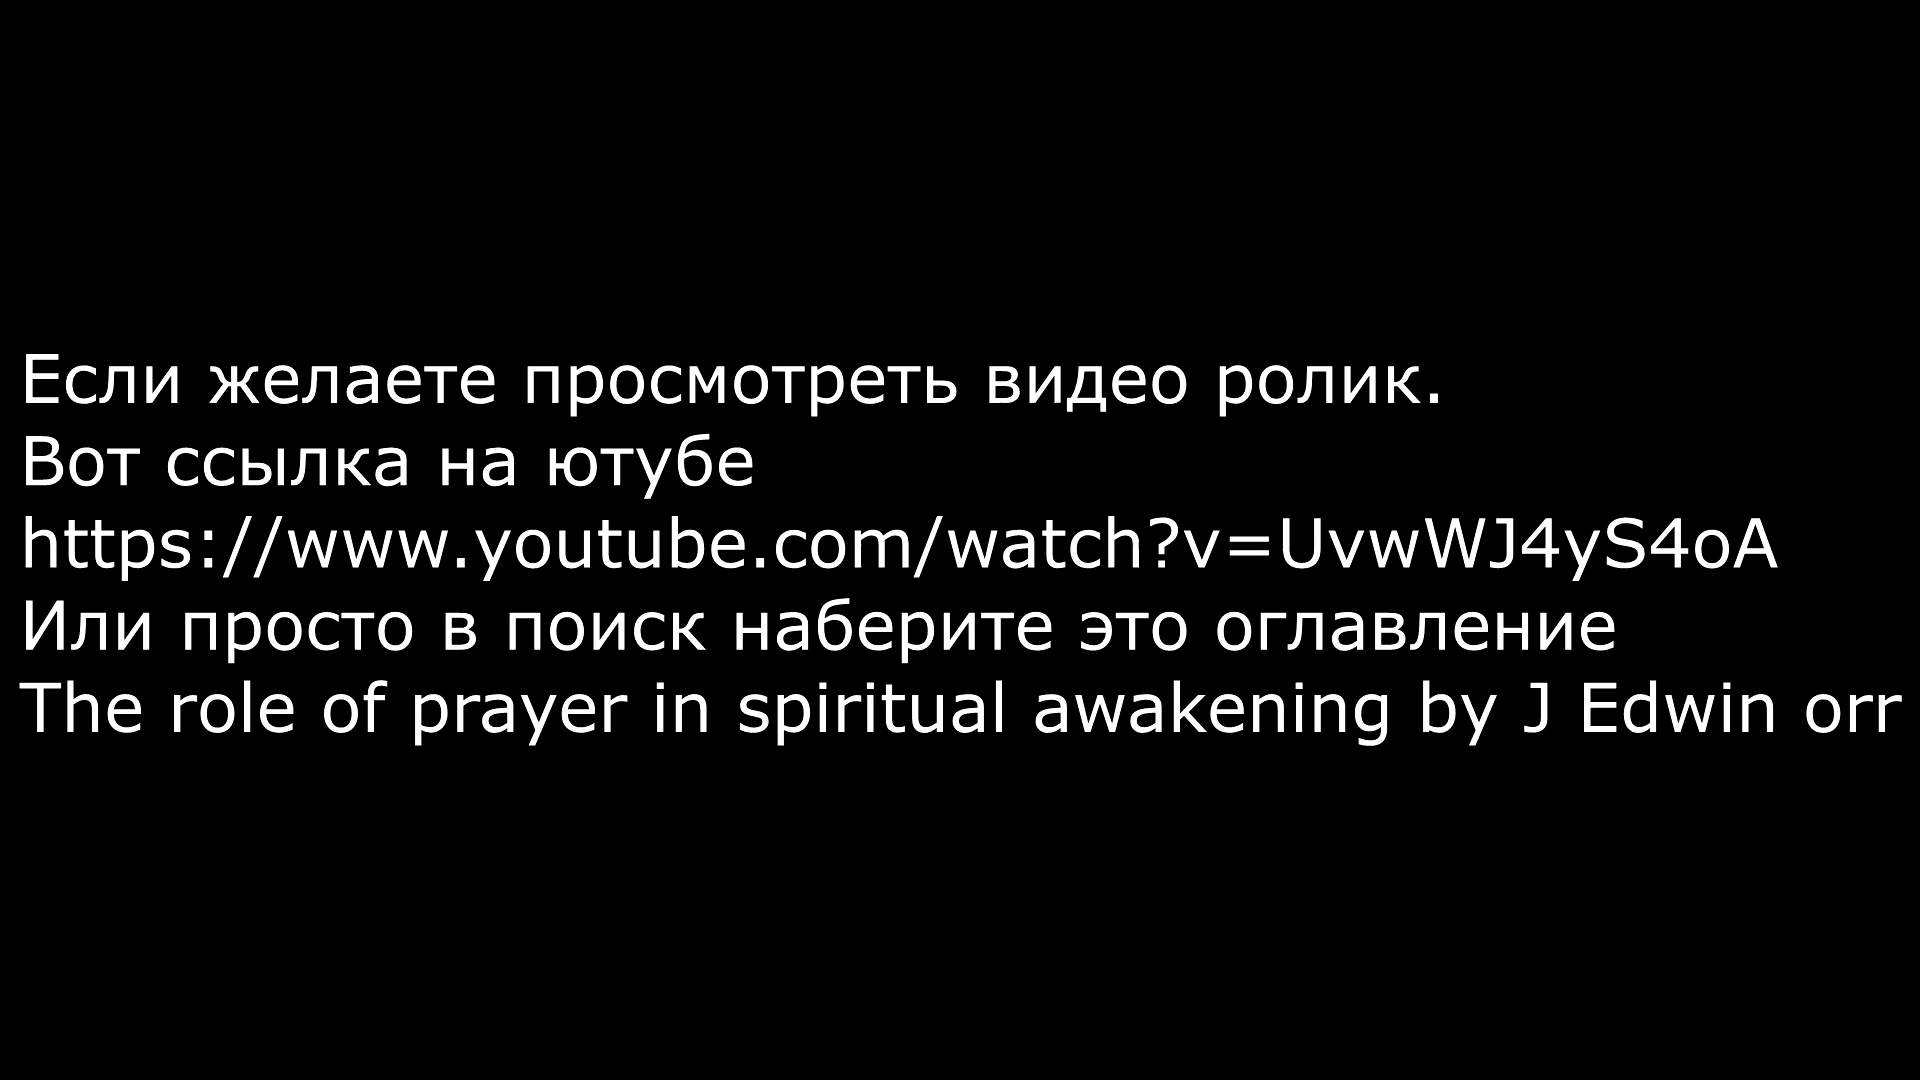 Если желаете просмотреть видео ролик.
Вот ссылка на ютубе
https://www.youtube.com/watch?v=UvwWJ4yS4oA
Или просто в поиск наберите это оглавление
The role of prayer in spiritual awakening by J Edwin orr